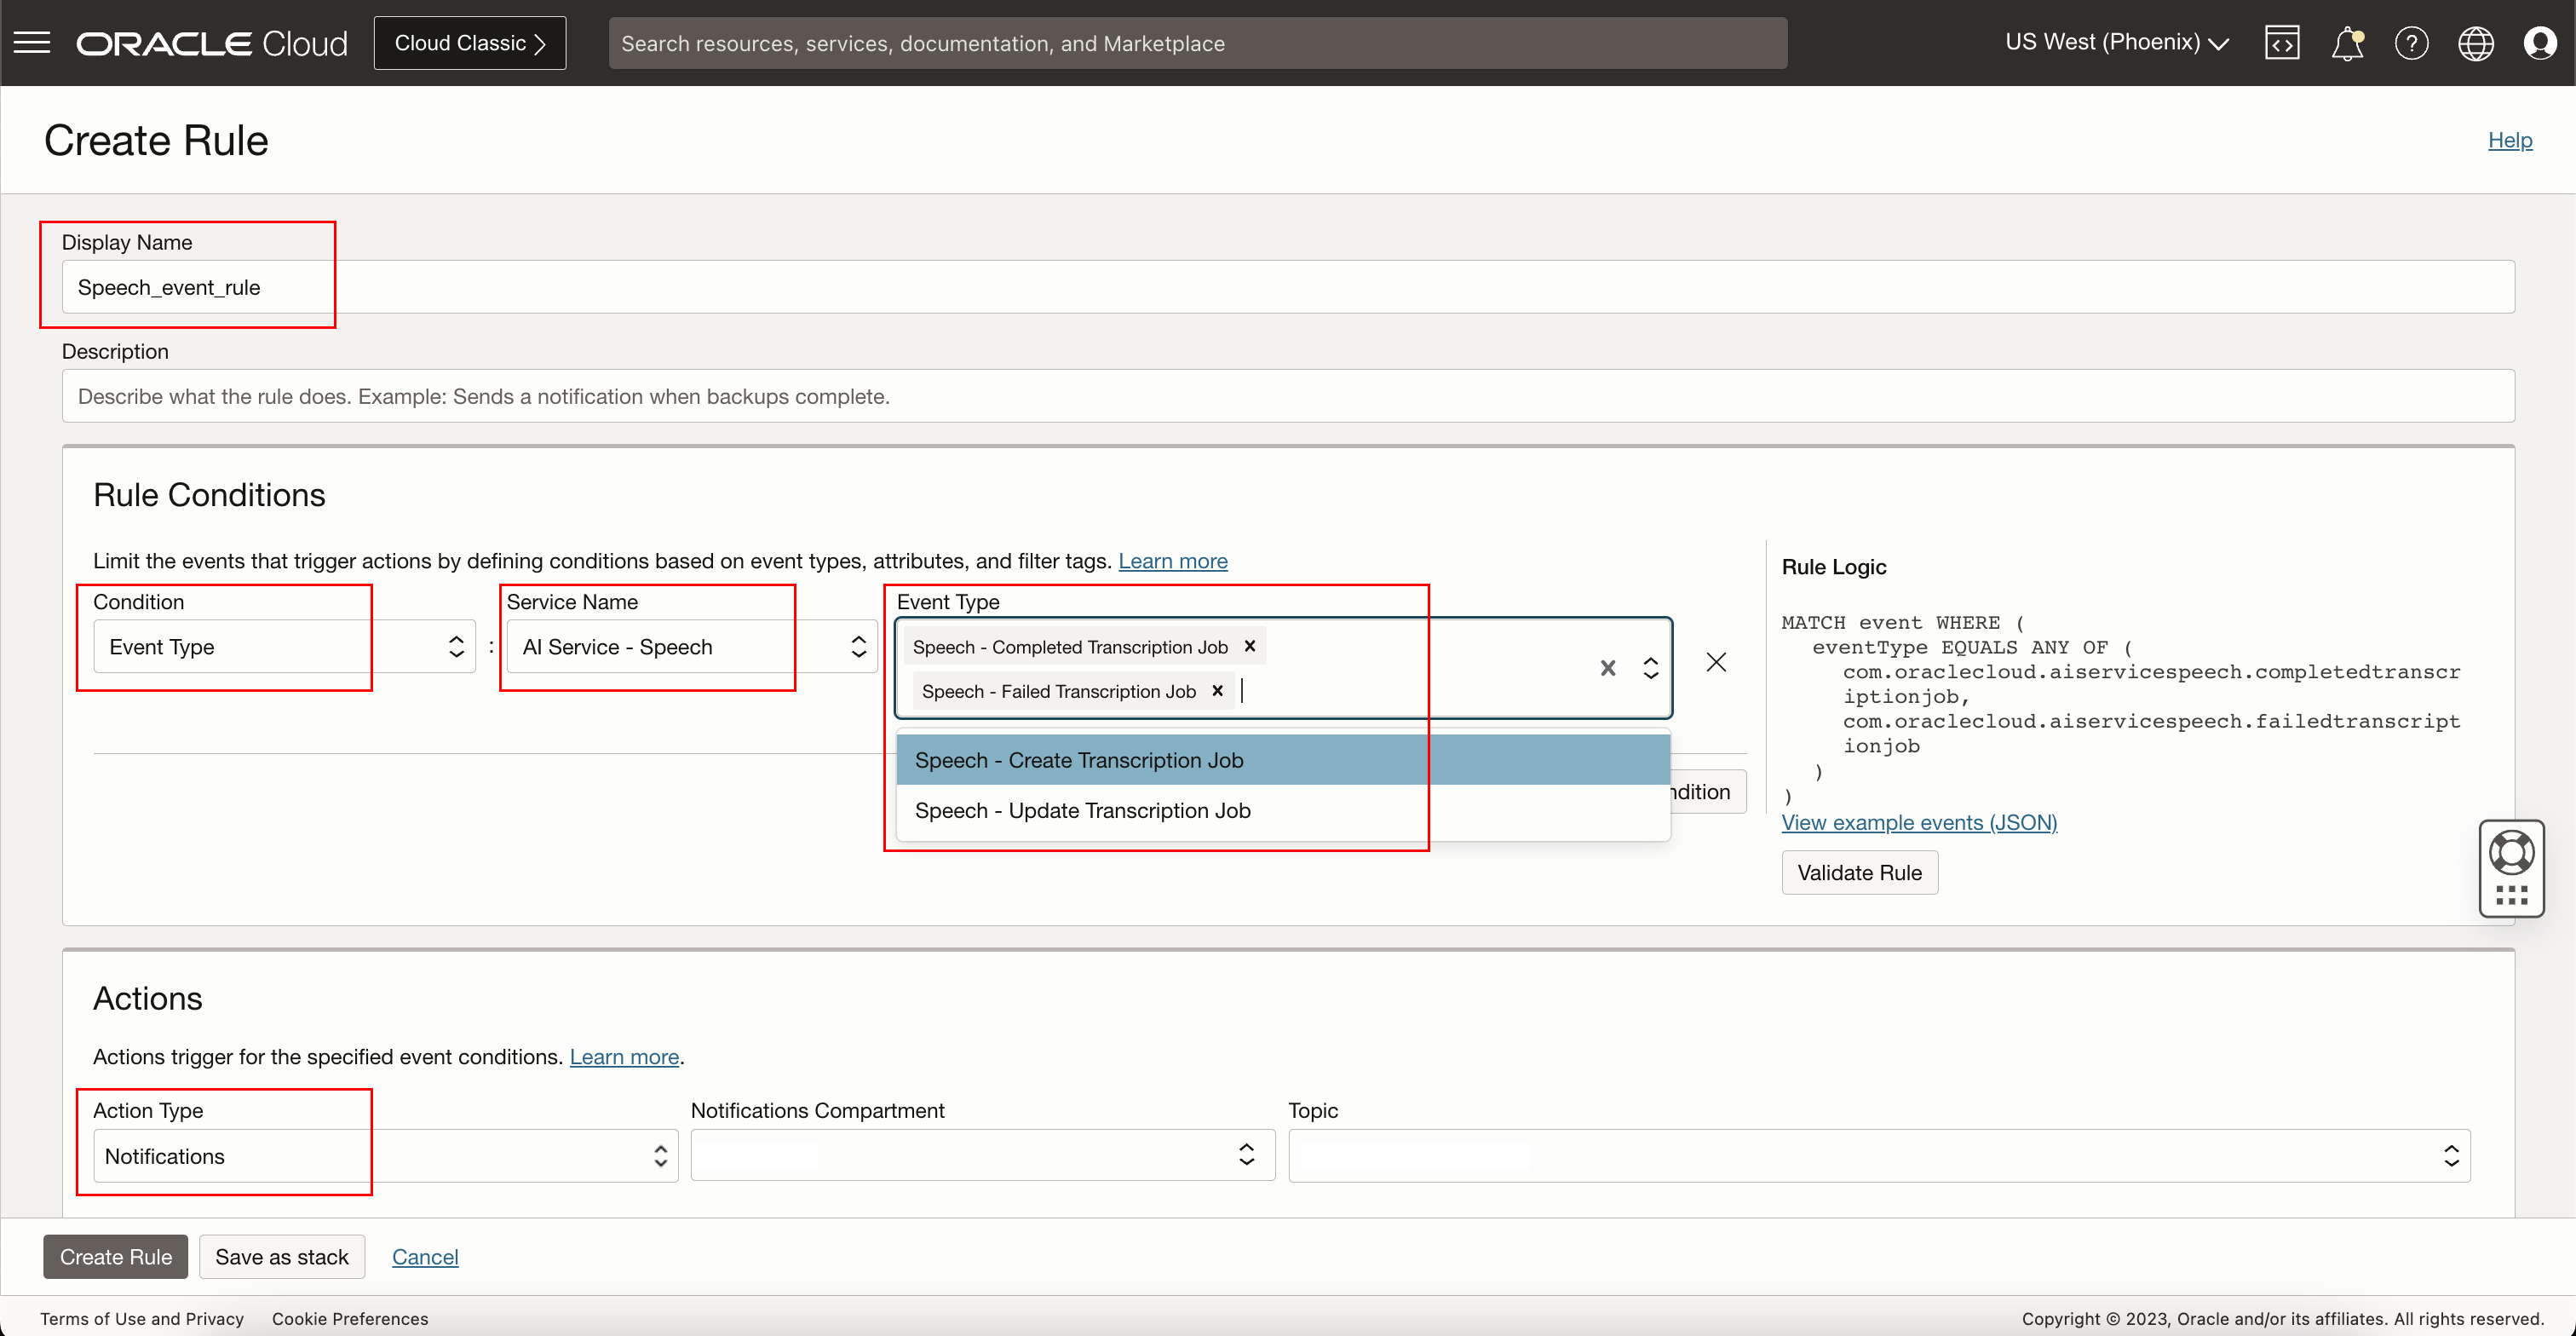 ORACLE Cloud
Cloud Classic
Search resources, services, documentation, and Marketplace
US West (Phoenix)
Create Rule
Help
Display Name
Speech_event_rule
Description
Describe what the rule does. Example: Sends a notification when backups complete.
Rule Conditions
Limit the events that trigger actions by defining conditions based on event types, attributes, and filter tags. Learn more
Condition
Event Type
:
Service Name
AI Service - Speech
Event Type
Speech - Completed Transcription Job
Speech - Failed Transcription Job
Speech - Create Transcription Job
Speech - Update Transcription Job
ndition
Rule Logic
MATCH event WHERE (
eventType EQUALS ANY OF (
com.oraclecloud.aiservicespeech.completedtranscr
iptionjob,
com.oraclecloud.aiservicespeech.failedtranscript
ionjob
)
)
View example events (JSON)
Validate Rule
Actions
Actions trigger for the specified event conditions. Learn more.
Action Type
Notifications
Notifications Compartment
Topic
Create Rule
Save as stack
Cancel
Terms of Use and Privacy
Cookie Preferences
Copyright © 2023, Oracle and/or its affiliates. All rights reserved.